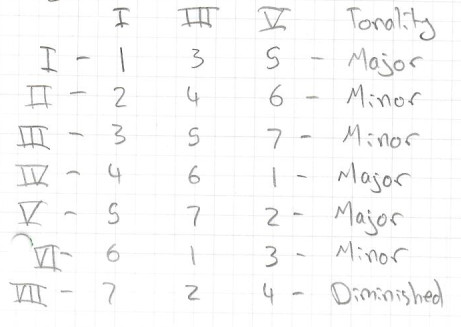 I III V Tonality
I - 1 3 5 - Major
II - 2 4 6 - Minor
III - 3 5 7 - Minor
IV - 4 6 1 - Major
V - 5 7 2 - Major
VI - 6 1 3 - Minor
VII - 7 2 4 - Diminished